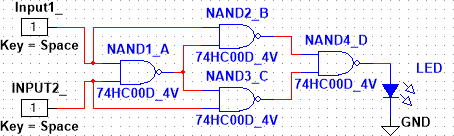 Input1_
1
Key = Space
INPUT2_
1
Key = Space
NAND1_A
74HC00D_4V
NAND2_B
74HC00D_4V
NAND3_C
74HC00D_4V
NAND4_D
74HC00D_4V
LED
GND